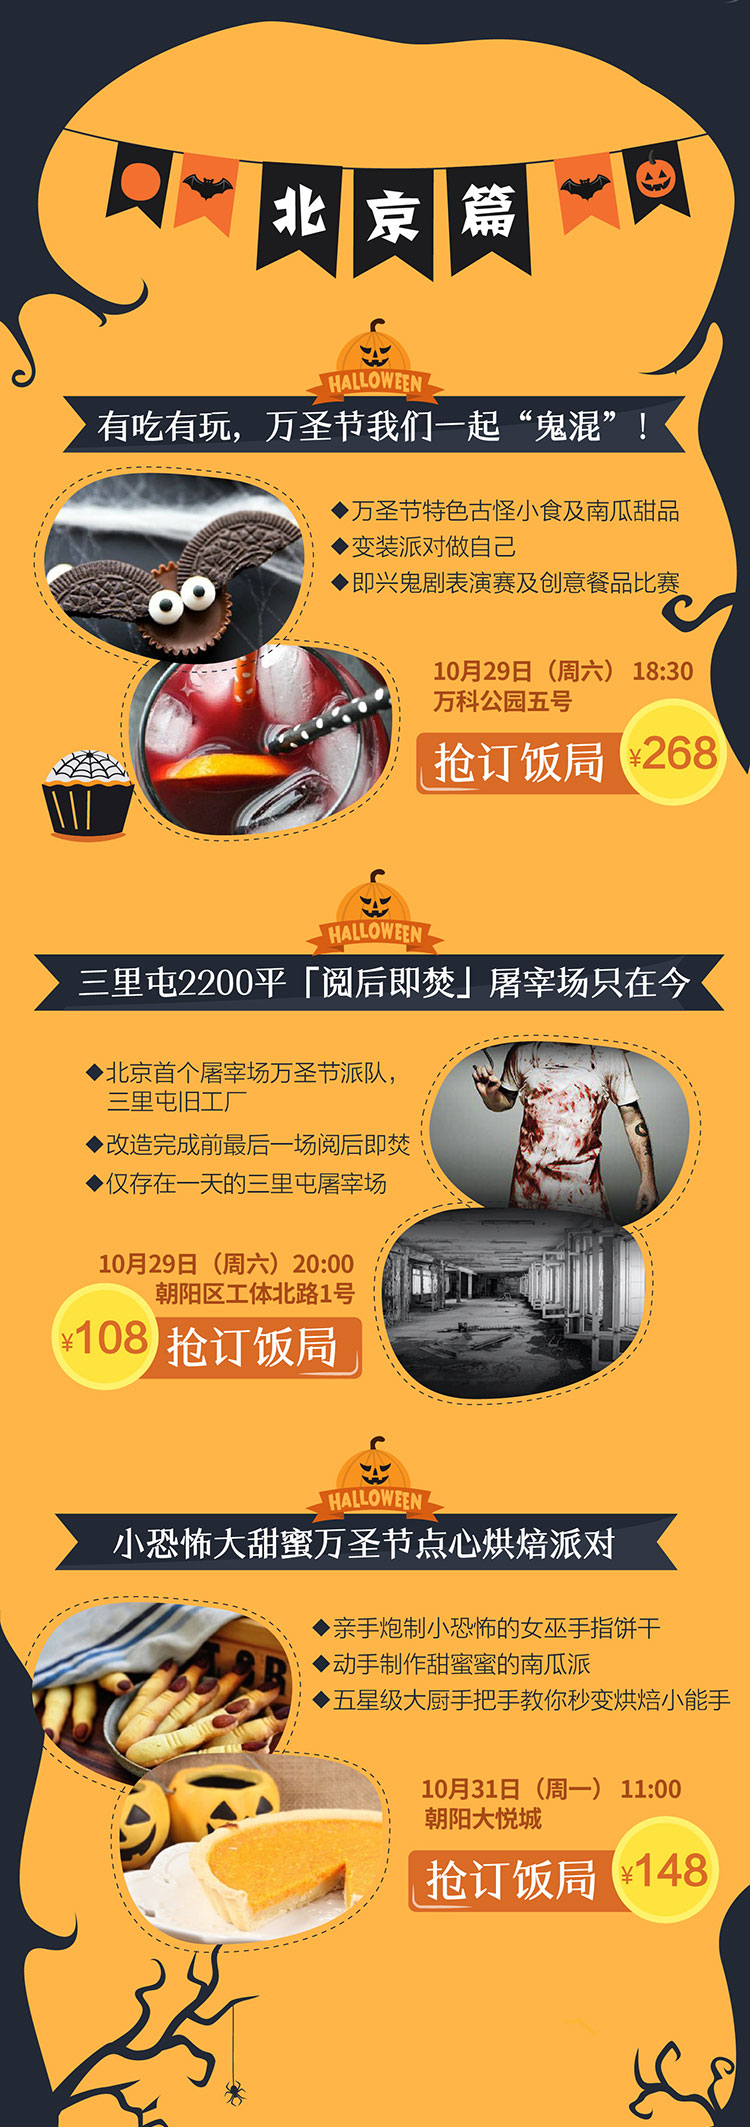 北京篇
HALLOWEEN
有吃有玩，万圣节我们一起“鬼混”！
◆万圣节特色古怪小食及南瓜甜品
◆变装派对做自己
◆即兴鬼剧表演赛及创意餐品比赛
10月29日（周六） 18:30
万科公园五号
抢订饭局 ¥268
HALLOWEEN
三里屯2200平「阅后即焚」屠宰场只在今
◆北京首个屠宰场万圣节派队，
三里屯旧工厂
◆改造完成前最后一场阅后即焚
◆仅存在一天的三里屯屠宰场
10月29日（周六）20:00
朝阳区工体北路1号
¥108 抢订饭局
HALLOWEEN
小恐怖大甜蜜万圣节点心烘焙派对
◆亲手炮制小恐怖的女巫手指饼干
◆动手制作甜蜜蜜的南瓜派
◆五星级大厨手把手教你秒变烘焙小能手
10月31日（周一） 11:00
朝阳大悦城
抢订饭局 ¥148